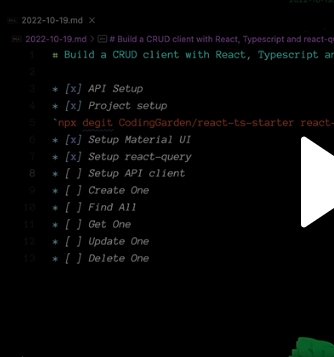 2022-10-19.md ×
2022-10-19.md > # Build a CRUD client with React, Typescript and react-q
1 # Build a CRUD client with React, Typescript an
2
3 * [x] API Setup
4 * [x] Project setup
5 `npx degit CodingGarden/react-ts-starter react-
6 * [x] Setup Material UI
7 * [x] Setup react-query
8 * [ ] Setup API client
9 * [ ] Create One
10 * [ ] Find All
11 * [ ] Get One
12 * [ ] Update One
13 * [ ] Delete One